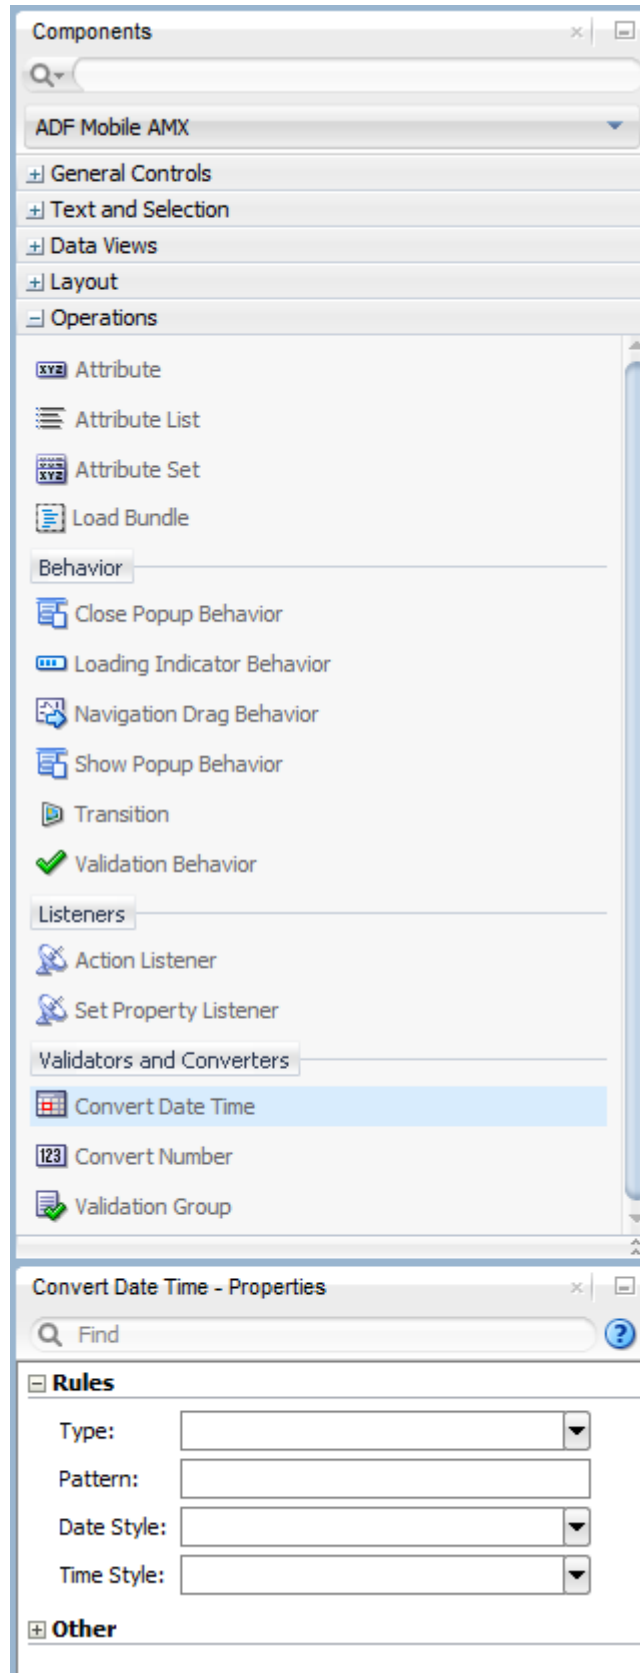 Components
ADF Mobile AMX
General Controls
Text and Selection
Data Views
Layout
Operations
XYZ Attribute
Attribute List
XYZ Attribute Set
Load Bundle
Behavior
Close Popup Behavior
Loading Indicator Behavior
Navigation Drag Behavior
Show Popup Behavior
Transition
Validation Behavior
Listeners
Action Listener
Set Property Listener
Validators and Converters
Convert Date Time
123 Convert Number
Validation Group
Convert Date Time - Properties
Find ?
Rules
Type:
Pattern:
Date Style:
Time Style:
Other